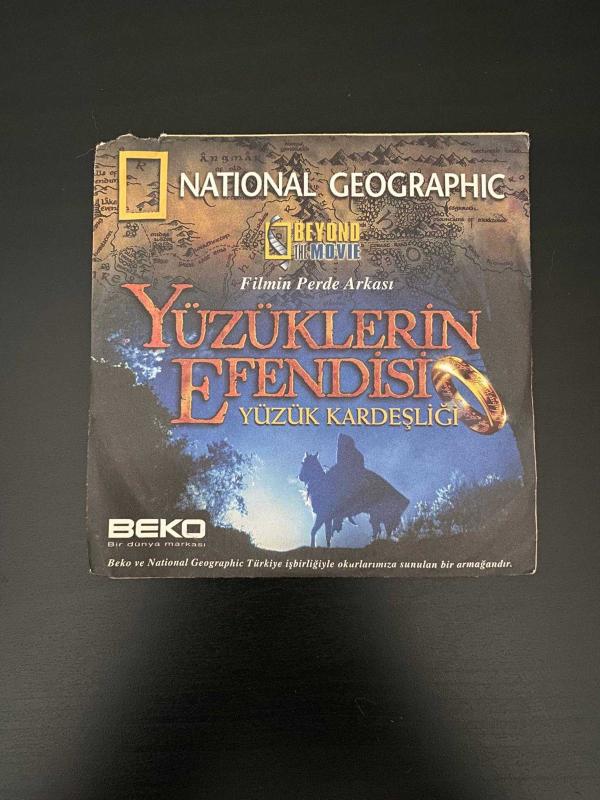 NATIONAL GEOGRAPHIC
BEYOND
THE MOVIE
Filmin Perde Arkası
YÜZÜKLERİN
EFENDİSİ
YÜZÜK KARDEŞLİĞİ
BEKO
Bir dünya markası
Beko ve National Geographic Türkiye işbirliğiyle okurlarımıza sunulan bir armağandır.